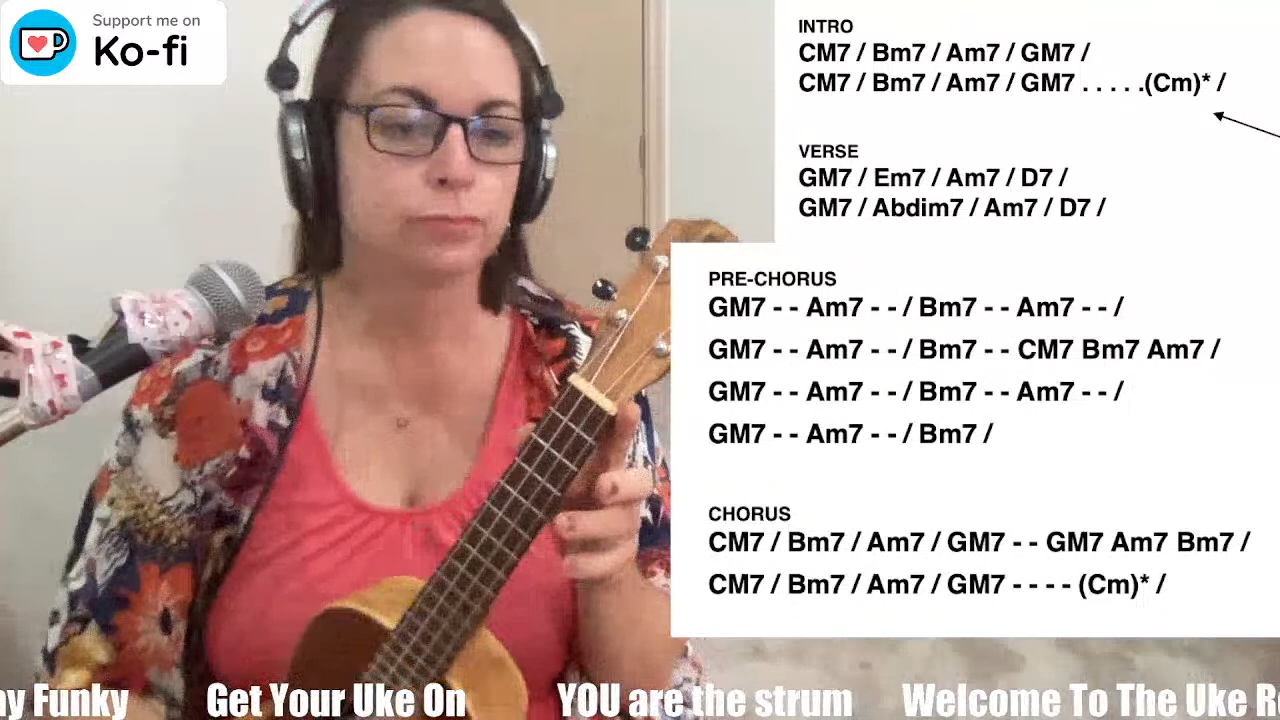 Support me on
Ko-fi
INTRO
CM7 / Bm7 / Am7 / GM7 /
CM7 / Bm7 / Am7 / GM7 . . . . .(Cm)* /
VERSE
GM7 / Em7 / Am7 / D7 /
GM7 / Abdim7 / Am7 / D7 /
PRE-CHORUS
GM7 - - Am7 - - / Bm7 - - Am7 - - /
GM7 - - Am7 - - / Bm7 - - CM7 Bm7 Am7 /
GM7 - - Am7 - - / Bm7 - - Am7 - - /
GM7 - - Am7 - - / Bm7 /
CHORUS
CM7 / Bm7 / Am7 / GM7 - - GM7 Am7 Bm7 /
CM7 / Bm7 / Am7 / GM7 - - - - (Cm)* /
Funky Get Your Uke On YOU are the strum Welcome To The Uke